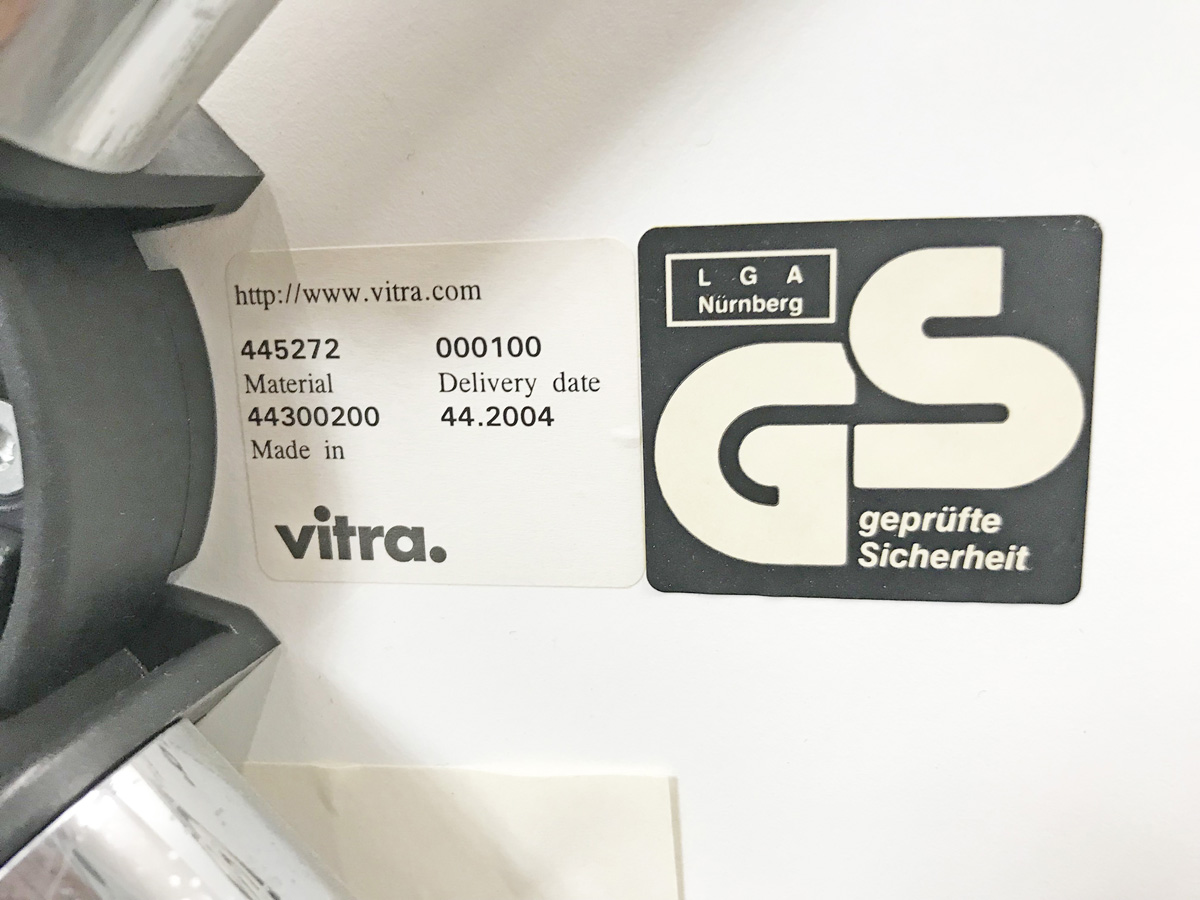 http://www.vitra.com
445272 000100
Material Delivery date
44300200 44.2004
Made in
vitra.
L G A
Nürnberg
GS
geprüfte
Sicherheit